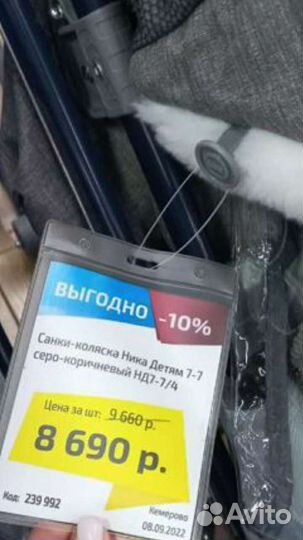 ВЫГОДНО -10%
Санки-коляска Ника Детям 7-7
серо-коричневый НД7-7/4
Цена за шт: 9 660 р.
8 690 р.
Код: 239 992
Кемерово
08.09.2022
Avito